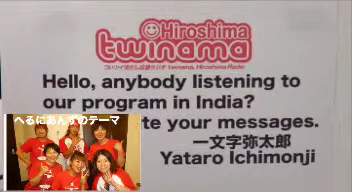 Hiroshima
twinama
Hello, anybody listening to
our program in India?
te your messages.
一文字弥太郎
Yataro Ichimonji
へるにあんずのテーマ